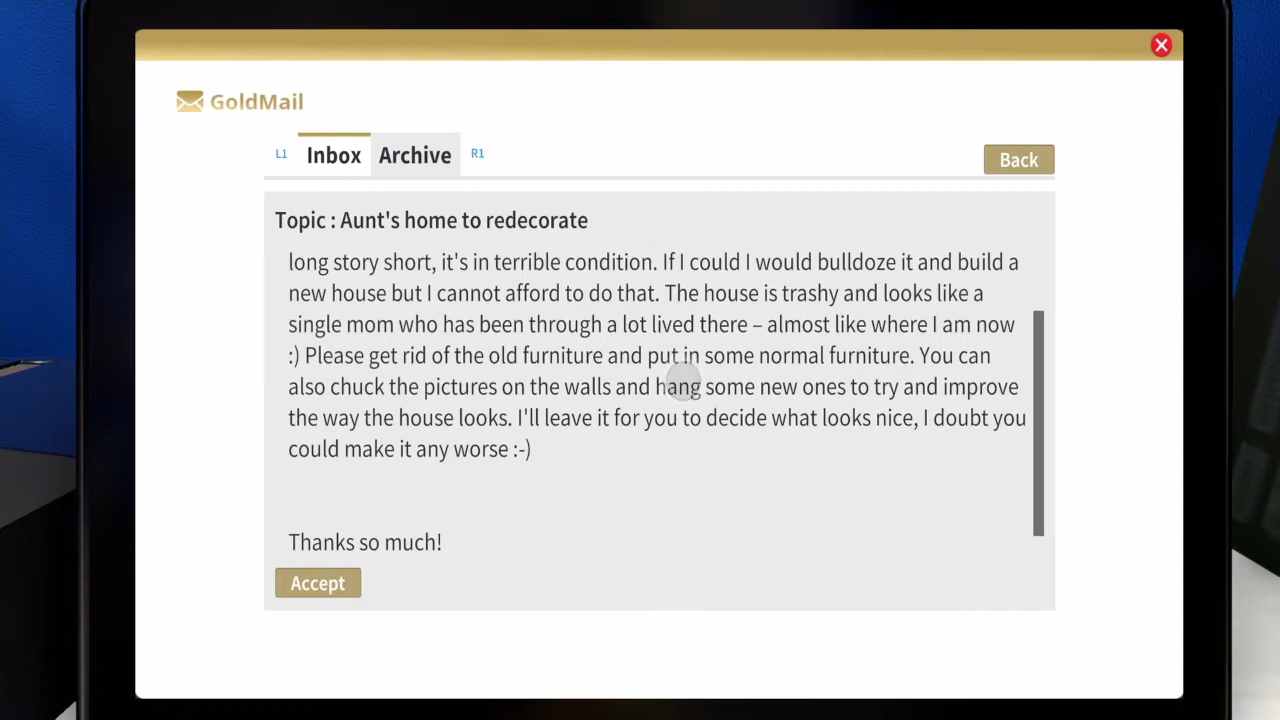 GoldMail
L1
Inbox
Archive
R1
Back
Topic : Aunt's home to redecorate
long story short, it's in terrible condition. If I could I would bulldoze it and build a
new house but I cannot afford to do that. The house is trashy and looks like a
single mom who has been through a lot lived there – almost like where I am now
:) Please get rid of the old furniture and put in some normal furniture. You can
also chuck the pictures on the walls and hang some new ones to try and improve
the way the house looks. I'll leave it for you to decide what looks nice, I doubt you
could make it any worse :-)
Thanks so much!
Accept